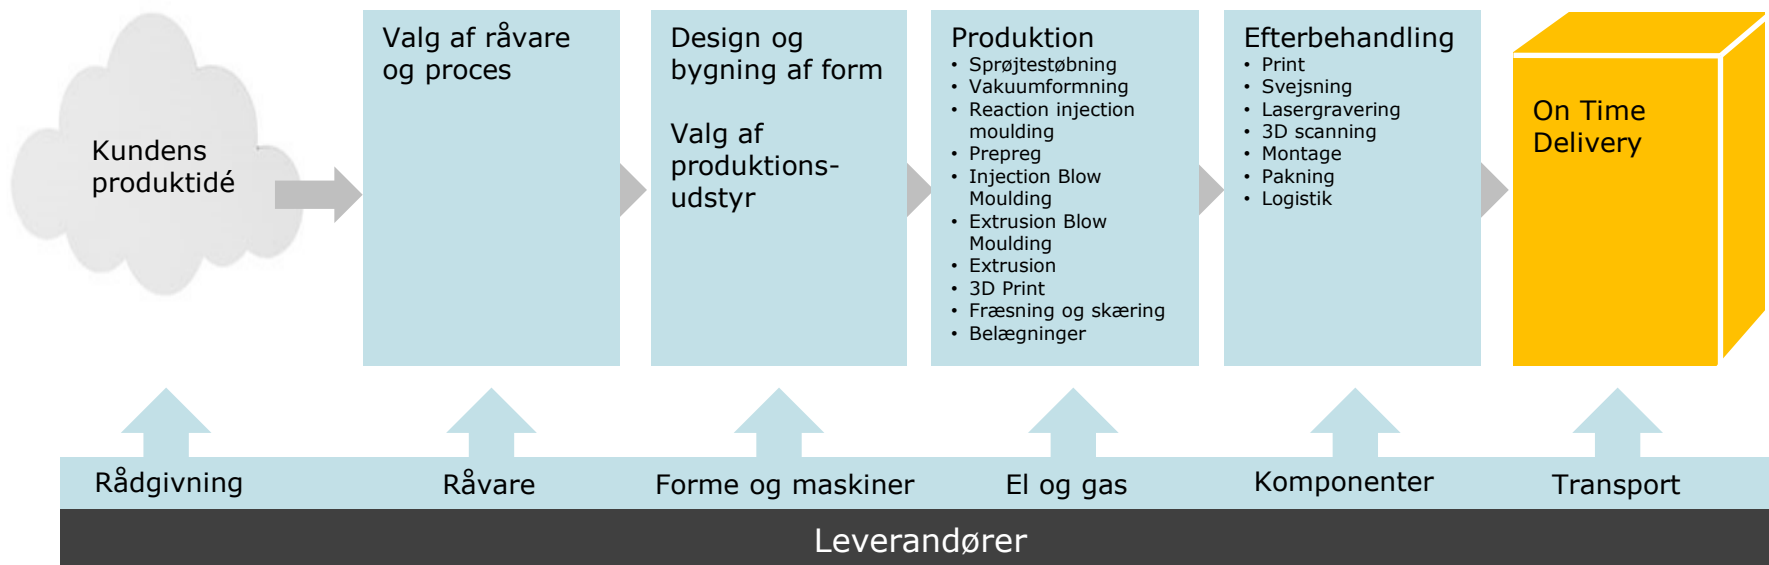 Kundens
produktidé
Valg af råvare
og proces
Design og
bygning af form
Valg af
produktions-
udstyr
Produktion
• Sprøjtestøbning
• Vakuumformning
• Reaction injection
moulding
• Prepreg
• Injection Blow
Moulding
• Extrusion Blow
Moulding
• Extrusion
• 3D Print
• Fræsning og skæring
• Belægninger
Efterbehandling
• Print
• Svejsning
• Lasergravering
• 3D scanning
• Montage
• Pakning
• Logistik
On Time
Delivery
Rådgivning
Råvare
Forme og maskiner
El og gas
Komponenter
Transport
Leverandører